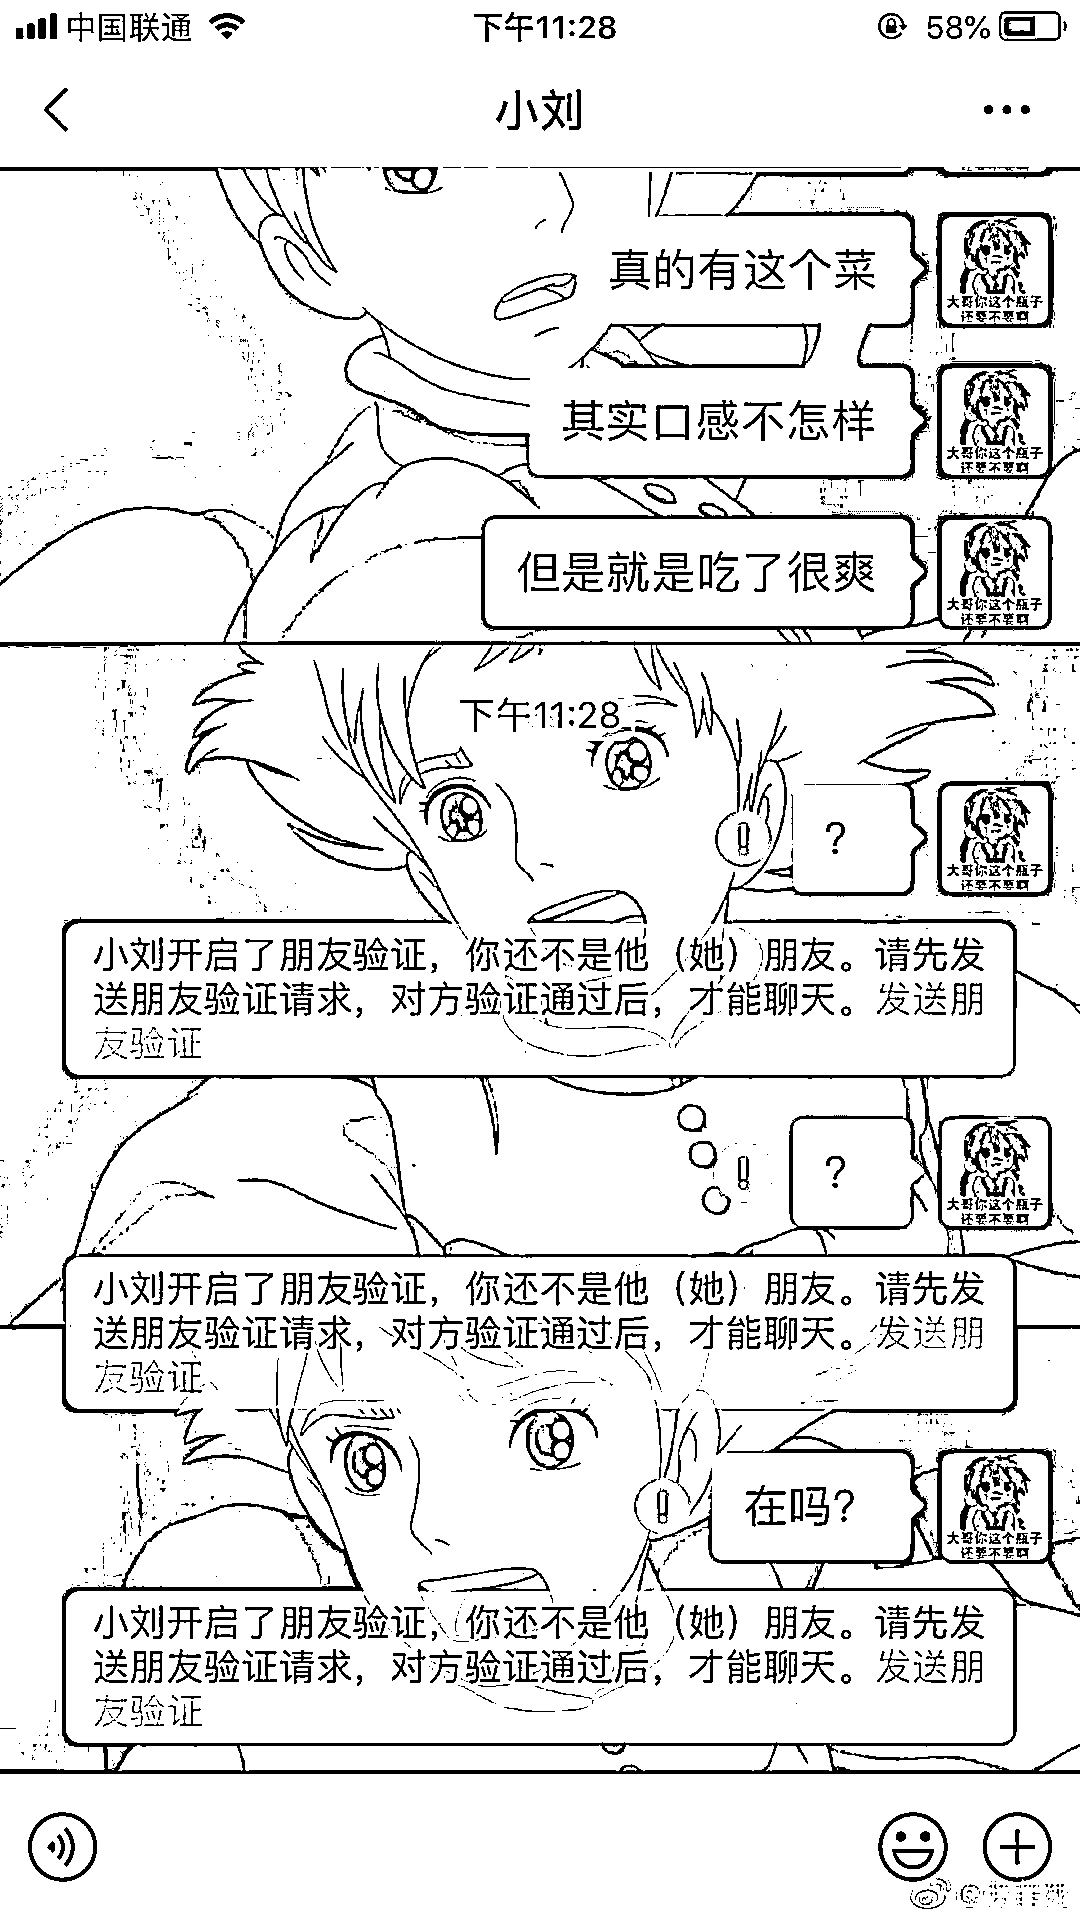 中国联通
下午11:28
58%
小刘
真的有这个菜
大哥你这个瓶子
还要不要啊
其实口感不怎样
大哥你这个瓶子
还要不要啊
但是就是吃了很爽
大哥你这个瓶子
还要不要啊
下午11:28
?
大哥你这个瓶子
还要不要啊
小刘开启了朋友验证，你还不是他（她）朋友。请先发
送朋友验证请求，对方验证通过后，才能聊天。发送朋
友验证
?
大哥你这个瓶子
还要不要啊
小刘开启了朋友验证，你还不是他（她）朋友。请先发
送朋友验证请求，对方验证通过后，才能聊天。发送朋
友验证
在吗?
大哥你这个瓶子
还要不要啊
小刘开启了朋友验证，你还不是他（她）朋友。请先发
送朋友验证请求，对方验证通过后，才能聊天。发送朋
友验证